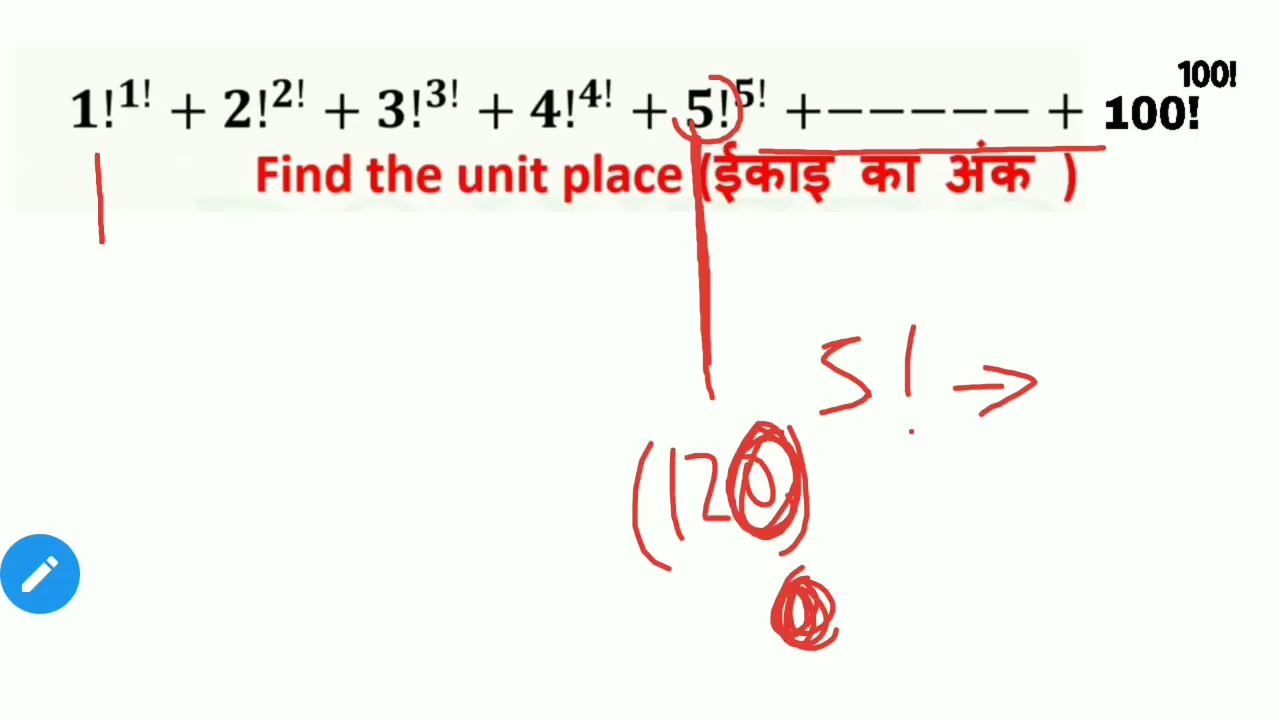 1!^1! + 2!^2! + 3!^3! + 4!^4! + 5!^5! +−−−−−+ 100!^100!
Find the unit place (ईकाइ का अंक )
5! →
(120)
0